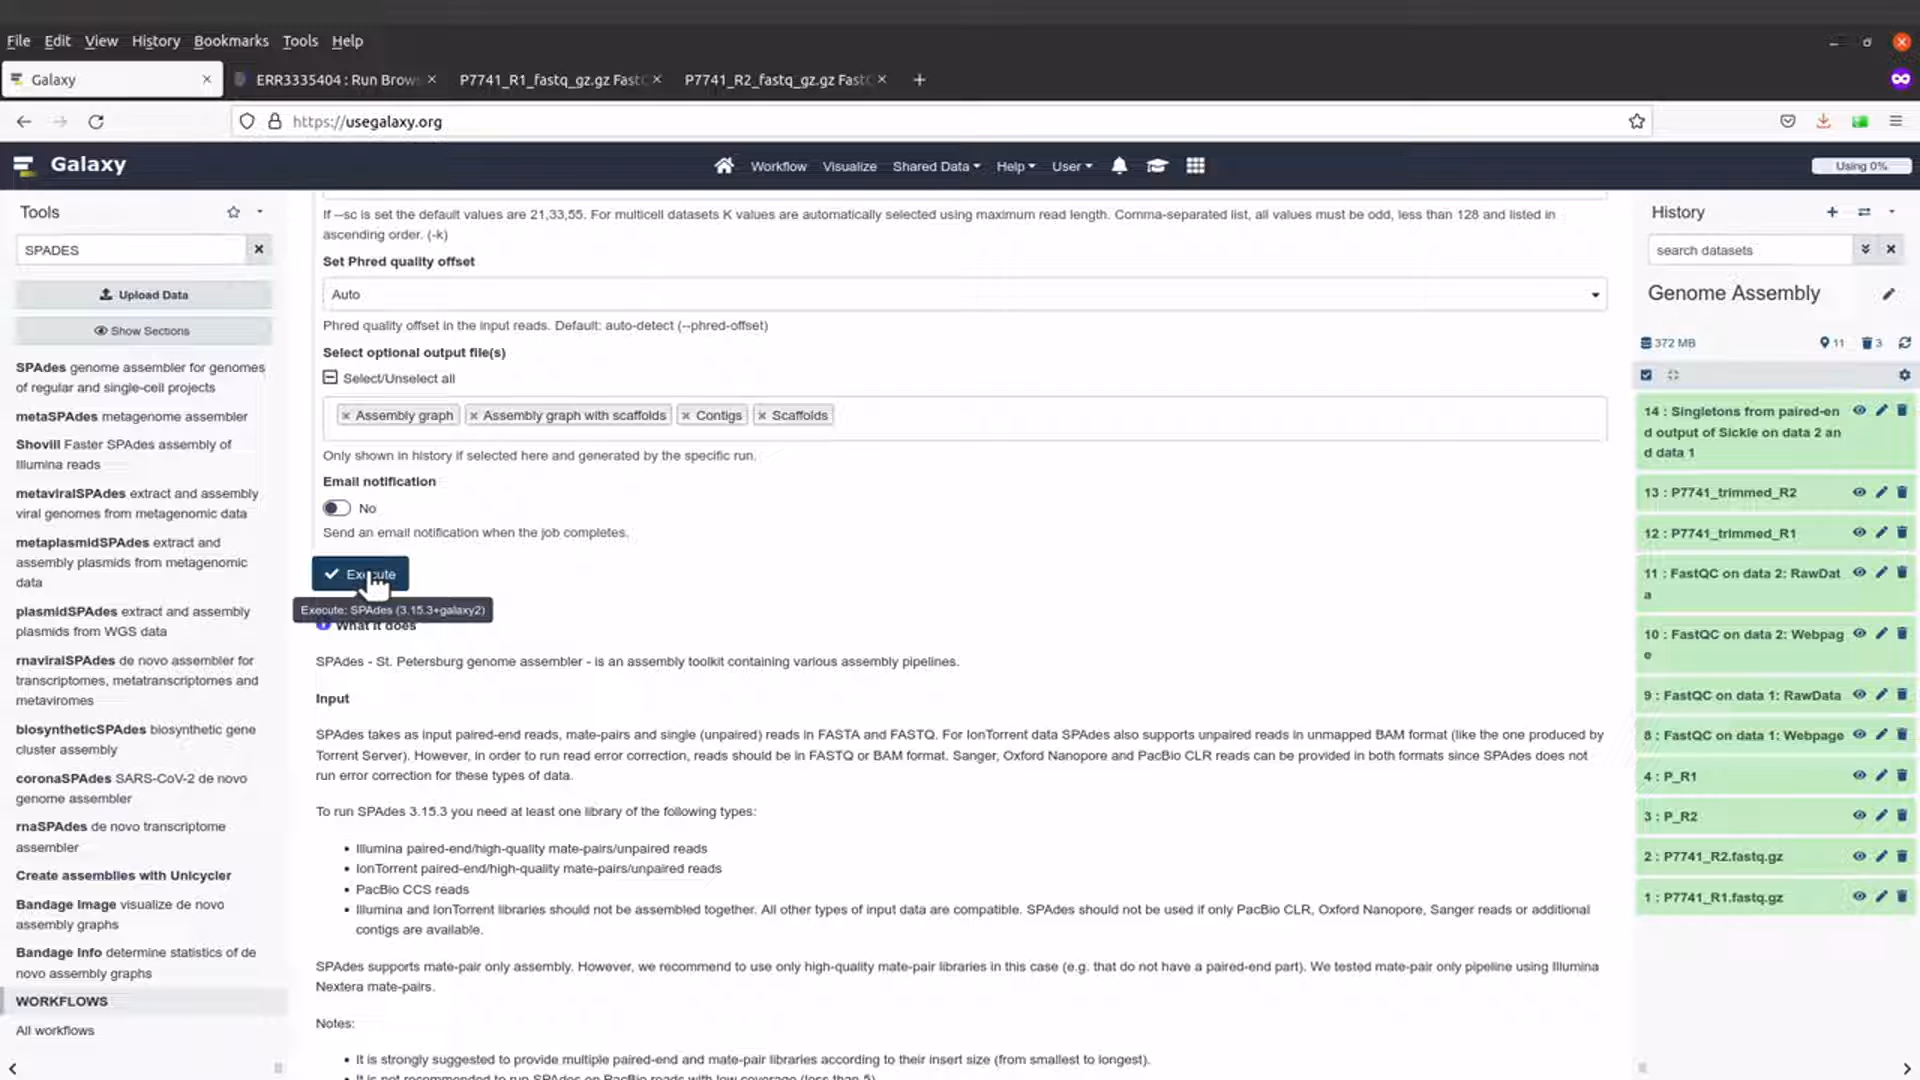 File Edit View History Bookmarks Tools Help
Galaxy
ERR3335404 : Run Brow
P7741_R1_fastq_gz.gz Fast
P7741_R2_fastq_gz.gz Fast
https://usegalaxy.org
Galaxy
Workflow Visualize Shared Data Help User
Using 0%
Tools
SPADES
Upload Data
Show Sections
SPAdes genome assembler for genomes
of regular and single-cell projects
metaSPAdes metagenome assembler
Shovill Faster SPAdes assembly of
Illumina reads
metaviralSPAdes extract and assembly
viral genomes from metagenomic data
metaplasmidSPAdes extract and
assembly plasmids from metagenomic
data
plasmidSPAdes extract and assembly
plasmids from WGS data
rnaviralSPAdes de novo assembler for
transcriptomes, metatranscriptomes and
metaviromes
biosyntheticSPAdes biosynthetic gene
cluster assembly
coronaSPAdes SARS-CoV-2 de novo
genome assembler
rnaSPAdes de novo transcriptome
assembler
Create assemblies with Unicycler
Bandage Image visualize de novo
assembly graphs
Bandage Info determine statistics of de
novo assembly graphs
WORKFLOWS
All workflows
If --sc is set the default values are 21,33,55. For multicell datasets K values are automatically selected using maximum read length. Comma-separated list, all values must be odd, less than 128 and listed in
ascending order. (-k)
Set Phred quality offset
Auto
Phred quality offset in the input reads. Default: auto-detect (--phred-offset)
Select optional output file(s)
Select/Unselect all
× Assembly graph × Assembly graph with scaffolds × Contigs × Scaffolds
Only shown in history if selected here and generated by the specific run.
Email notification
No
Send an email notification when the job completes.
Execute
Execute: SPAdes (3.15.3+galaxy2)
What it does
SPAdes - St. Petersburg genome assembler - is an assembly toolkit containing various assembly pipelines.
Input
SPAdes takes as input paired-end reads, mate-pairs and single (unpaired) reads in FASTA and FASTQ. For IonTorrent data SPAdes also supports unpaired reads in unmapped BAM format (like the one produced by
Torrent Server). However, in order to run read error correction, reads should be in FASTQ or BAM format. Sanger, Oxford Nanopore and PacBio CLR reads can be provided in both formats since SPAdes does not
run error correction for these types of data.
To run SPAdes 3.15.3 you need at least one library of the following types:
• Illumina paired-end/high-quality mate-pairs/unpaired reads
• IonTorrent paired-end/high-quality mate-pairs/unpaired reads
• PacBio CCS reads
• Illumina and IonTorrent libraries should not be assembled together. All other types of input data are compatible. SPAdes should not be used if only PacBio CLR, Oxford Nanopore, Sanger reads or additional
contigs are available.
SPAdes supports mate-pair only assembly. However, we recommend to use only high-quality mate-pair libraries in this case (e.g. that do not have a paired-end part). We tested mate-pair only pipeline using Illumina
Nextera mate-pairs.
Notes:
• It is strongly suggested to provide multiple paired-end and mate-pair libraries according to their insert size (from smallest to longest).
• It is not recommended to run SPAdes on PacBio reads with low coverage (less than 5).
History
search datasets
Genome Assembly
372 MB
11
3
14 : Singletons from paired-en
d output of Sickle on data 2 an
d data 1
13 : P7741_trimmed_R2
12 : P7741_trimmed_R1
11 : FastQC on data 2: RawDat
a
10 : FastQC on data 2: Webpag
e
9 : FastQC on data 1: RawData
8 : FastQC on data 1: Webpage
4 : P_R1
3 : P_R2
2 : P7741_R2.fastq.gz
1 : P7741_R1.fastq.gz